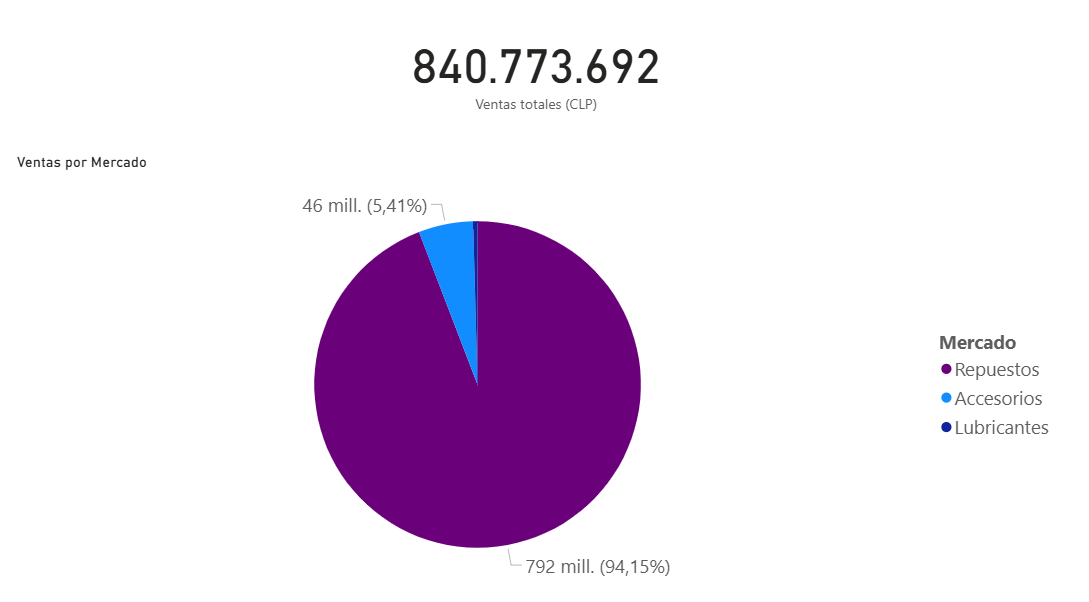 840.773.692
Ventas totales (CLP)
Ventas por Mercado
46 mill. (5,41%)
Mercado
Repuestos
Accesorios
Lubricantes
792 mill. (94,15%)